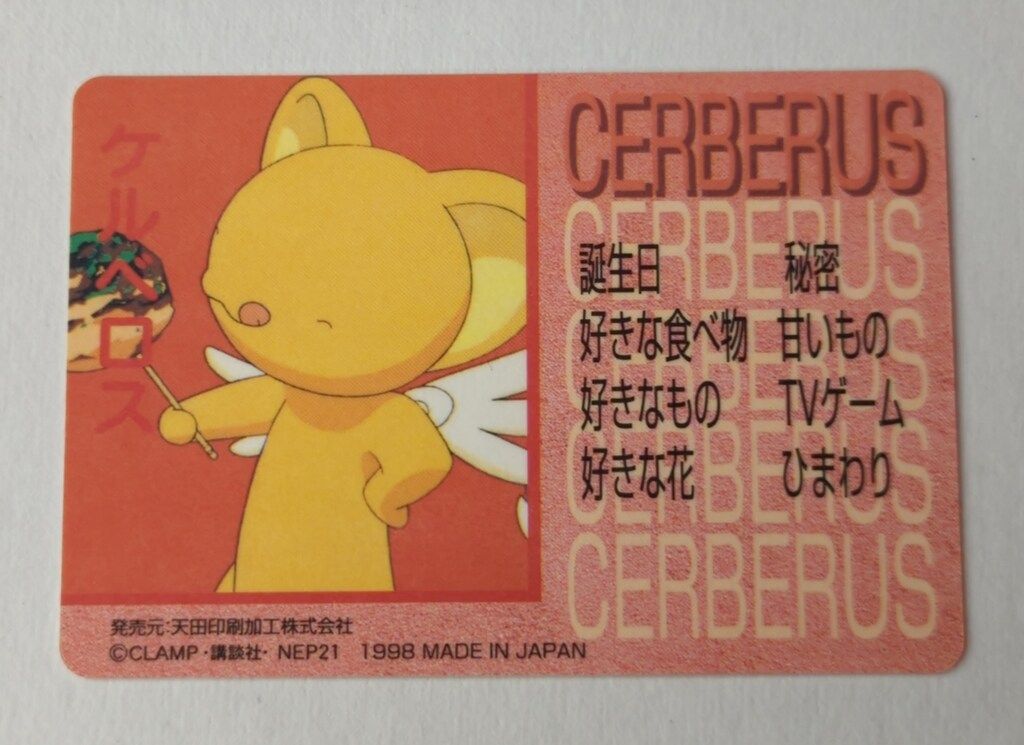 ケルベロス
CERBERUS
CERBERUS
誕生日 秘密
CERBERUS
好きな食べ物 甘いもの
CERBERUS
好きなもの TVゲーム
CERBERUS
好きな花 ひまわり
CERBERUS
発売元:天田印刷加工株式会社
©CLAMP・講談社・NEP21 1998 MADE IN JAPAN